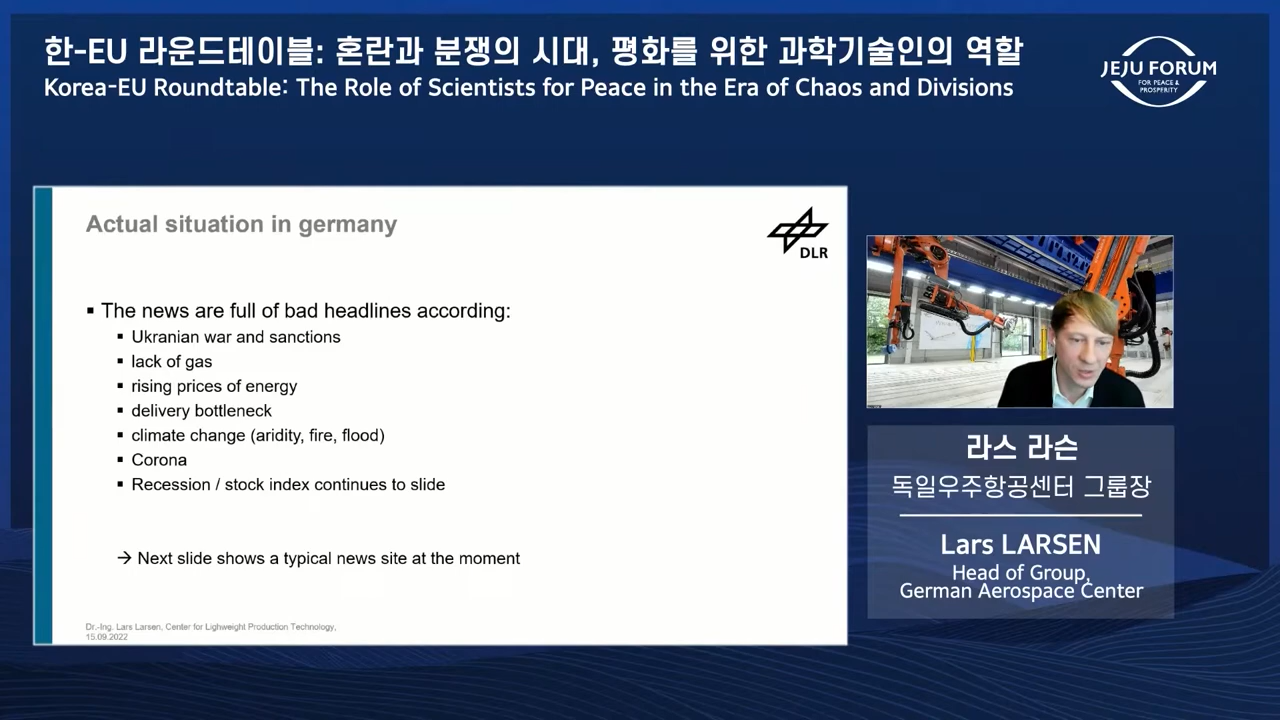 한-EU 라운드테이블: 혼란과 분쟁의 시대, 평화를 위한 과학기술인의 역할
Korea-EU Roundtable: The Role of Scientists for Peace in the Era of Chaos and Divisions
JEJU FORUM
FOR PEACE &
PROSPERITY
Actual situation in germany
DLR
▪ The news are full of bad headlines according:
▪ Ukranian war and sanctions
▪ lack of gas
▪ rising prices of energy
▪ delivery bottleneck
▪ climate change (aridity, fire, flood)
▪ Corona
▪ Recession / stock index continues to slide
→ Next slide shows a typical news site at the moment
Dr.-Ing. Lars Larsen, Center for Lighweight Production Technology,
15.09.2022
라스 라슨
독일우주항공센터 그룹장
Lars LARSEN
Head of Group,
German Aerospace Center